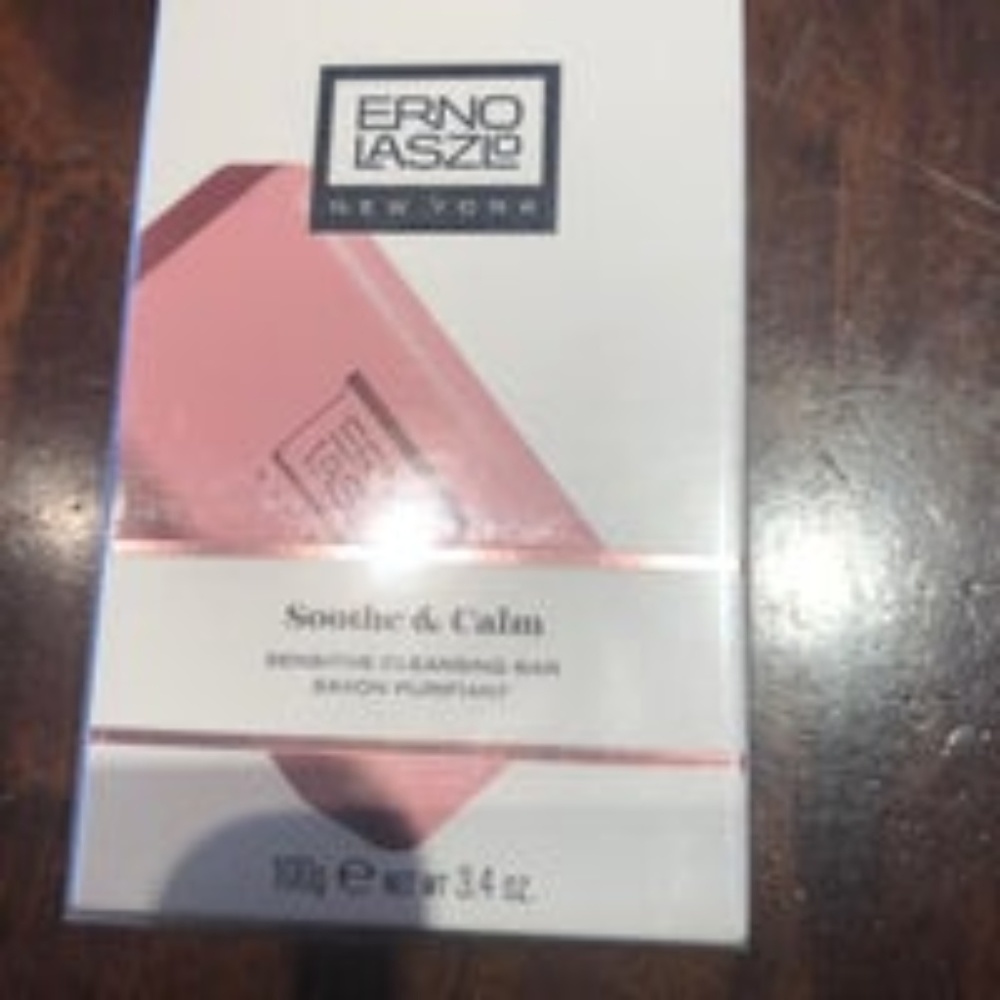 ERNO
LASZLO
NEW YORK
Soothe & Calm
SENSITIVE CLEANSING BAR
SAVON PURIFIANT
100g ℮ NET WT 3.4 oz.